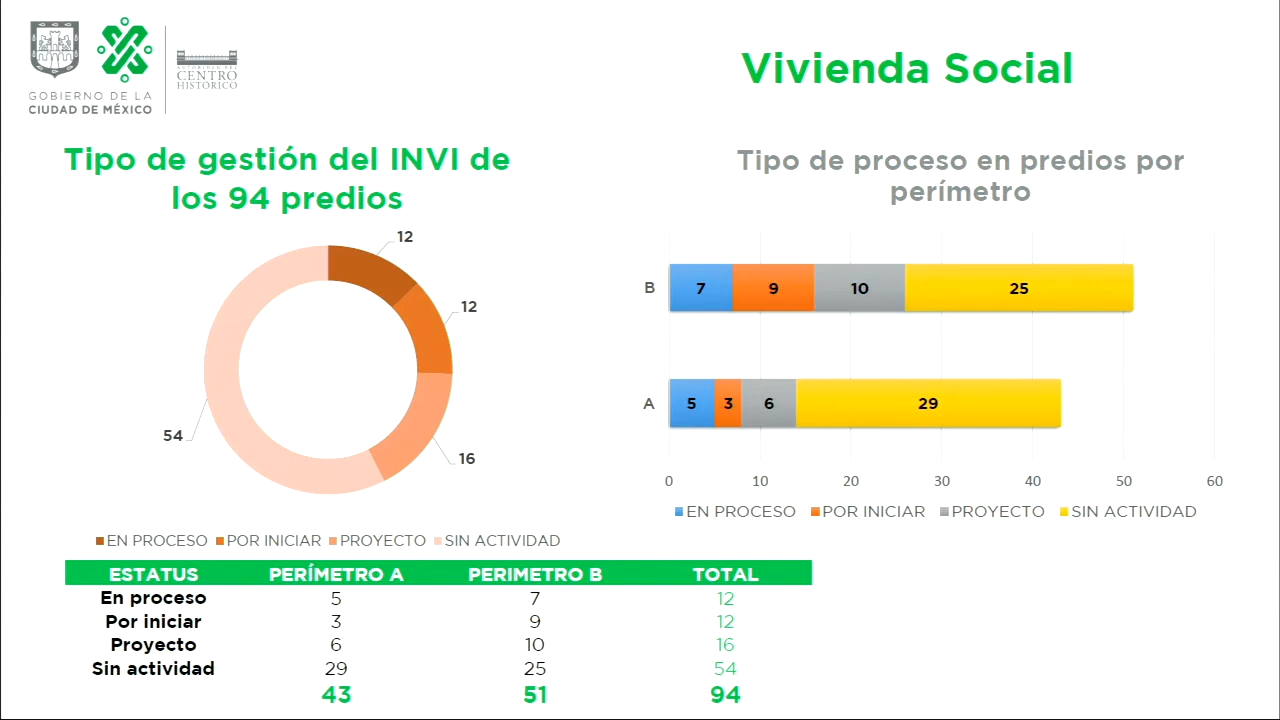 GOBIERNO DE LA
CIUDAD DE MÉXICO
AUTORIDAD DEL
CENTRO
HISTÓRICO
Vivienda Social
Tipo de gestión del INVI de
los 94 predios
12
12
16
54
EN PROCESO POR INICIAR PROYECTO SIN ACTIVIDAD
Tipo de proceso en predios por
perímetro
B 7 9 10 25
A 5 3 6 29
0 10 20 30 40 50 60
EN PROCESO POR INICIAR PROYECTO SIN ACTIVIDAD
ESTATUS PERÍMETRO A PERIMETRO B TOTAL
En proceso 5 7 12
Por iniciar 3 9 12
Proyecto 6 10 16
Sin actividad 29 25 54
43 51 94